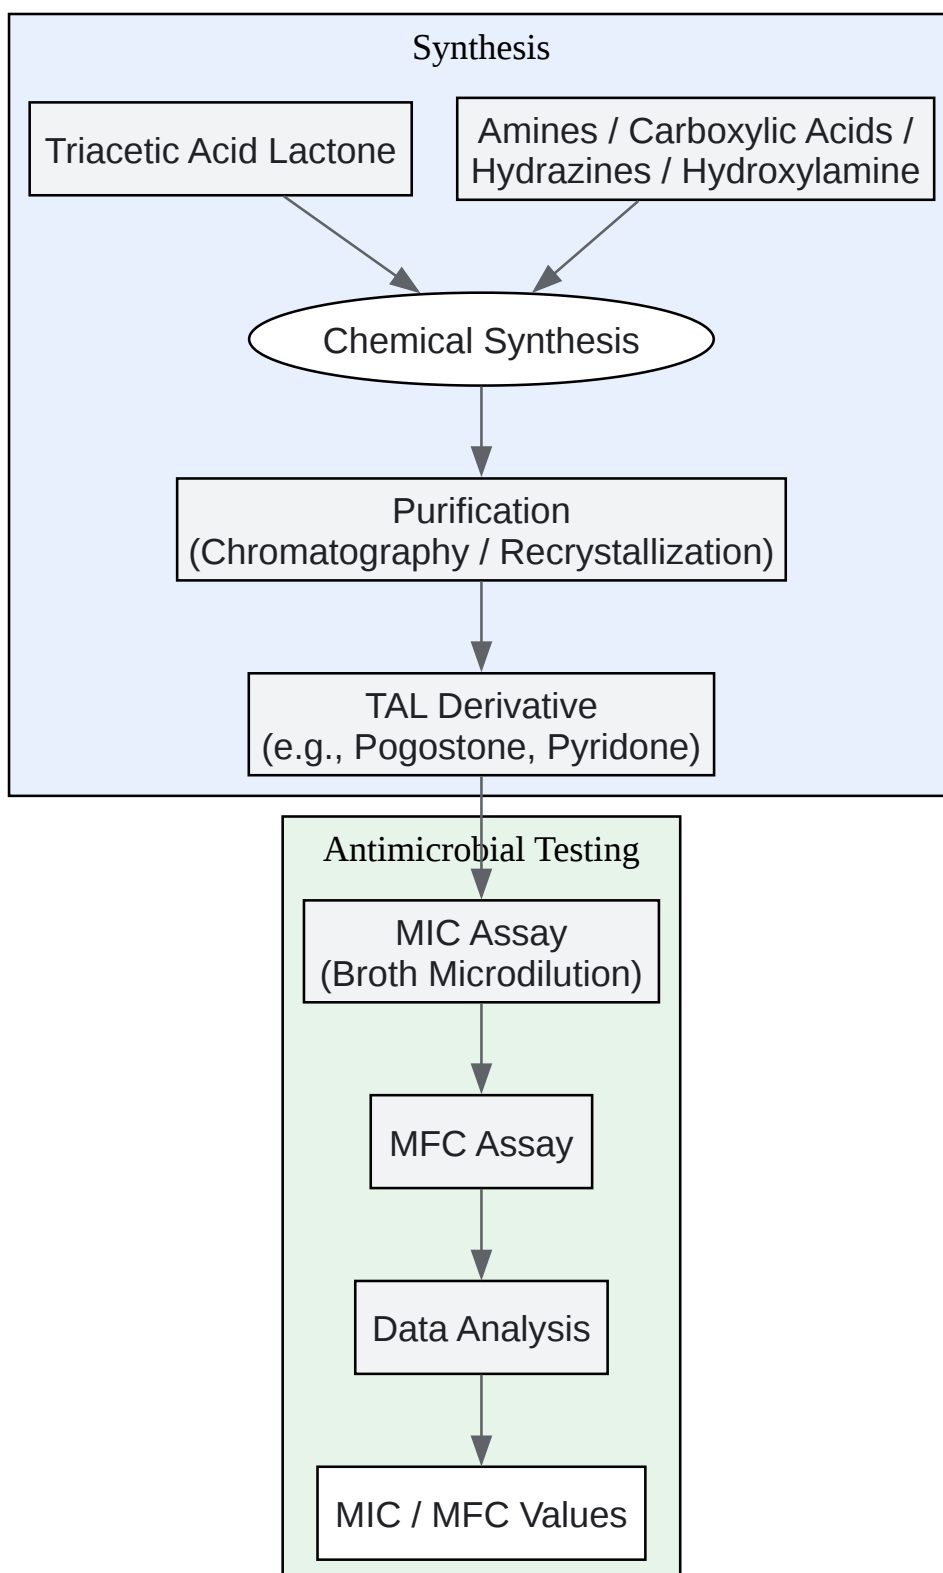 Synthesis
Triacetic Acid Lactone
Amines / Carboxylic Acids /
Hydrazines / Hydroxylamine
Chemical Synthesis
Purification
(Chromatography / Recrystallization)
TAL Derivative
(e.g., Pogostone, Pyridone)
Antimicrobial Testing
MIC Assay
(Broth Microdilution)
MFC Assay
Data Analysis
MIC / MFC Values